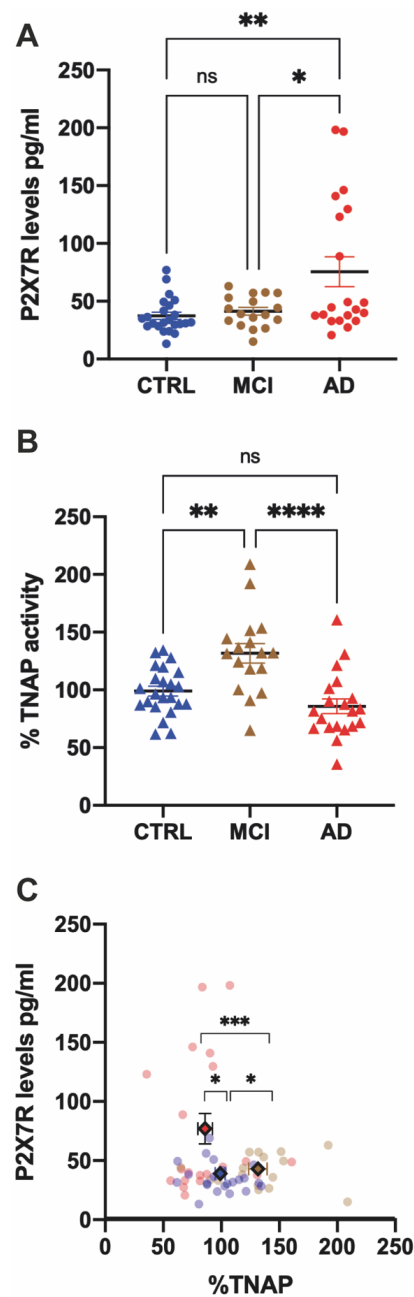 A
**
ns
*
250
200
150
100
50
0
P2X7R levels pg/ml
CTRL MCI AD
B
ns
** ****
250
200
150
100
50
0
% TNAP activity
CTRL MCI AD
C
250
200
150
100
50
0
P2X7R levels pg/ml
***
* *
0 50 100 150 200 250
%TNAP